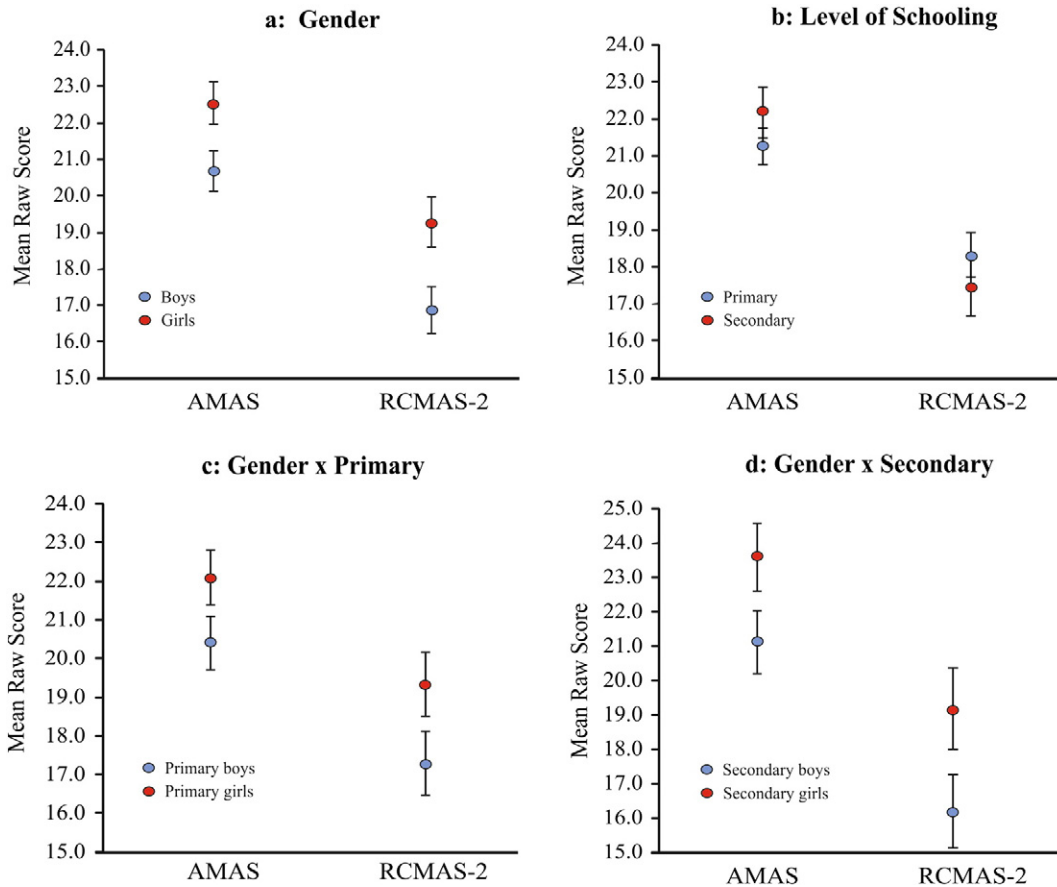 a:  Gender
24.0
23.0
22.0
21.0
20.0
19.0
18.0
17.0
16.0
15.0
Mean Raw Score
Boys
Girls
AMAS
RCMAS-2
b: Level of Schooling
24.0
23.0
22.0
21.0
20.0
19.0
18.0
17.0
16.0
15.0
Mean Raw Score
Primary
Secondary
AMAS
RCMAS-2
c: Gender x Primary
24.0
23.0
22.0
21.0
20.0
19.0
18.0
17.0
16.0
15.0
Mean Raw Score
Primary boys
Primary girls
AMAS
RCMAS-2
d: Gender x Secondary
25.0
24.0
23.0
22.0
21.0
20.0
19.0
18.0
17.0
16.0
15.0
Mean Raw Score
Secondary boys
Secondary girls
AMAS
RCMAS-2